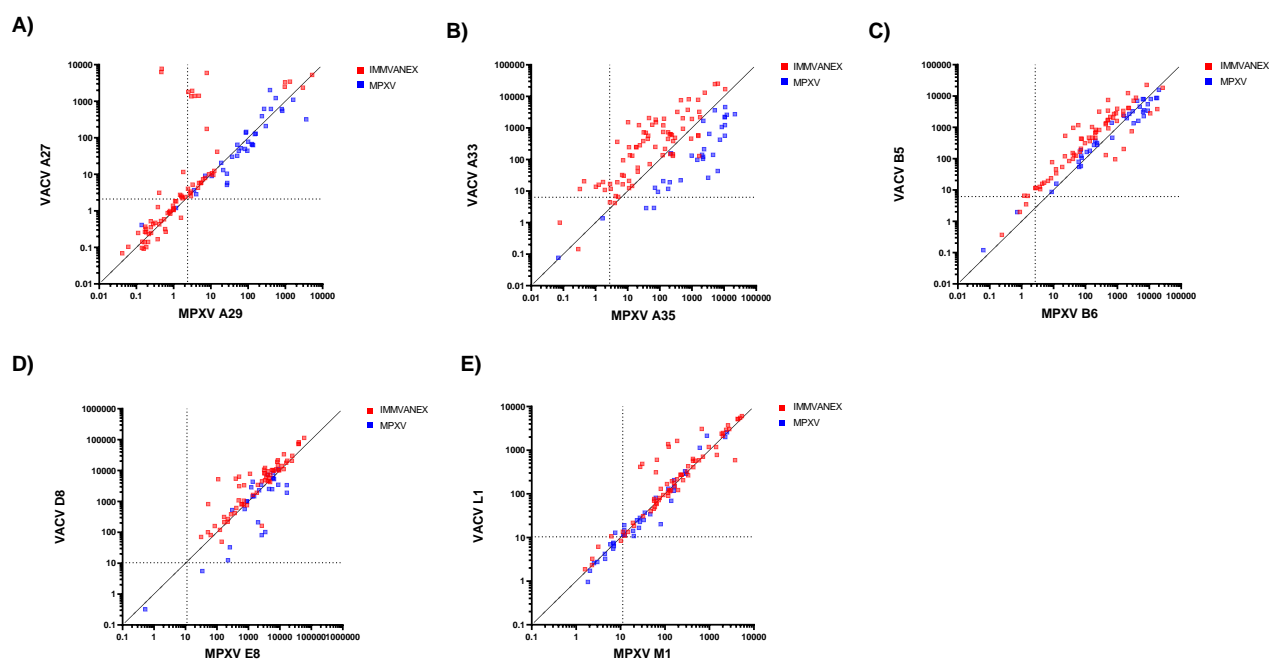 A)
VACV A27
10000
1000
100
10
1
0.1
0.01
0.01 0.1 1 10 100 1000 10000
MPXV A29
IMMVANEX
MPXV
B)
VACV A33
100000
10000
1000
100
10
1
0.1
0.01
0.01 0.1 1 10 100 1000 10000 100000
MPXV A35
IMMVANEX
MPXV
C)
VACV B5
100000
10000
1000
100
10
1
0.1
0.01
0.01 0.1 1 10 100 1000 10000 100000
MPXV B6
IMMVANEX
MPXV
D)
VACV D8
1000000
100000
10000
1000
100
10
1
0.1
0.1 1 10 100 1000 10000 100000 1000000
MPXV E8
IMMVANEX
MPXV
E)
VACV L1
10000
1000
100
10
1
0.1
0.1 1 10 100 1000 10000
MPXV M1
IMMVANEX
MPXV